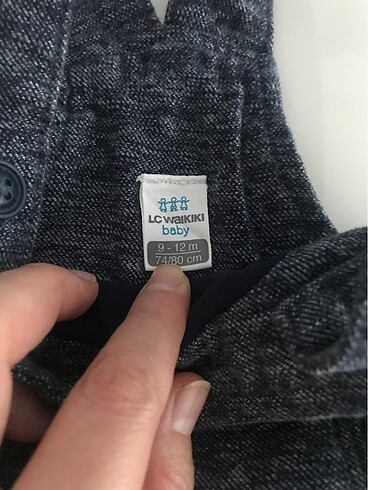 LC WAIKIKI
baby
9 - 12 m
74/80 cm